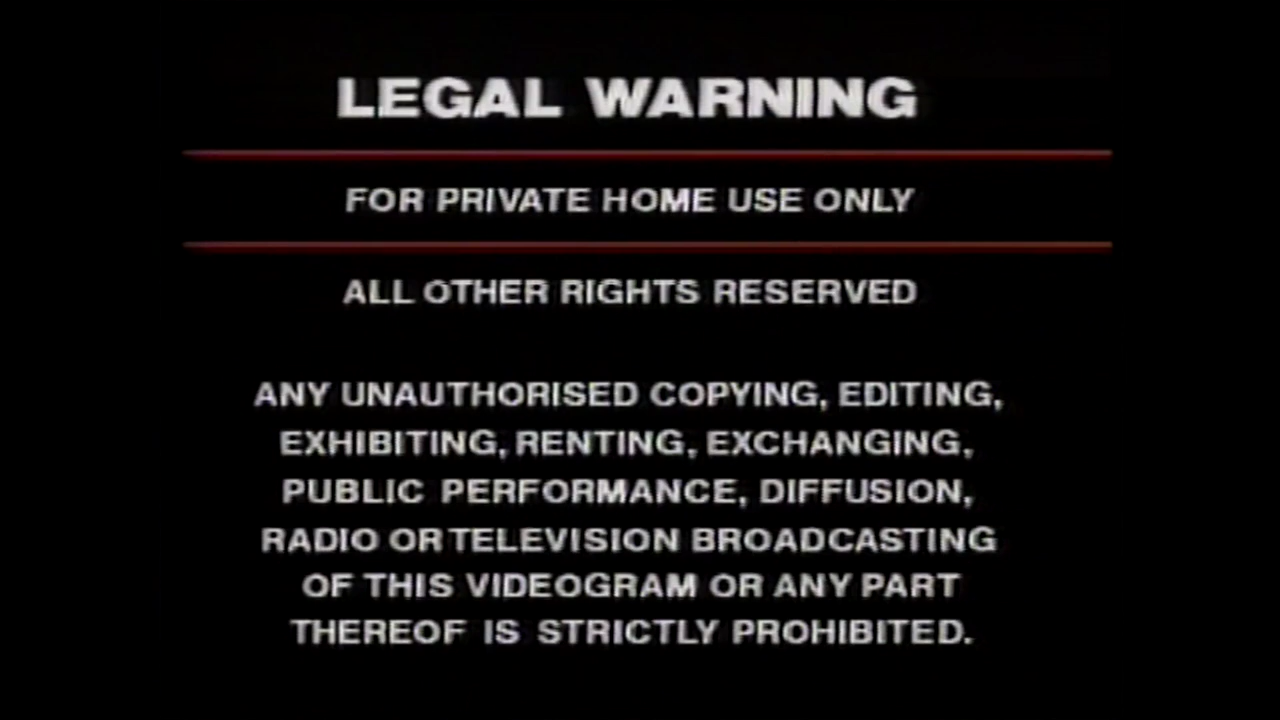 LEGAL WARNING
FOR PRIVATE HOME USE ONLY
ALL OTHER RIGHTS RESERVED
ANY UNAUTHORISED COPYING, EDITING,
EXHIBITING, RENTING, EXCHANGING,
PUBLIC PERFORMANCE, DIFFUSION,
RADIO OR TELEVISION BROADCASTING
OF THIS VIDEOGRAM OR ANY PART
THEREOF IS STRICTLY PROHIBITED.